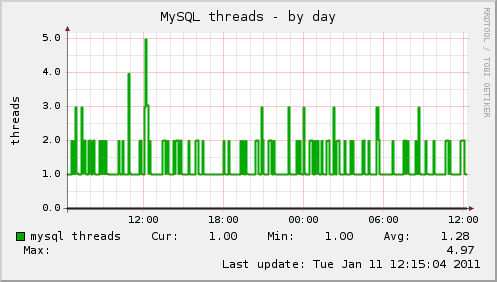 MySQL threads - by day
RRDTOOL / TOBI OETIKER
threads
5.0
4.0
3.0
2.0
1.0
0.0
12:00 18:00 00:00 06:00 12:00
mysql threads Cur: 1.00 Min: 1.00 Avg: 1.28
Max: 4.97
Last update: Tue Jan 11 12:15:04 2011